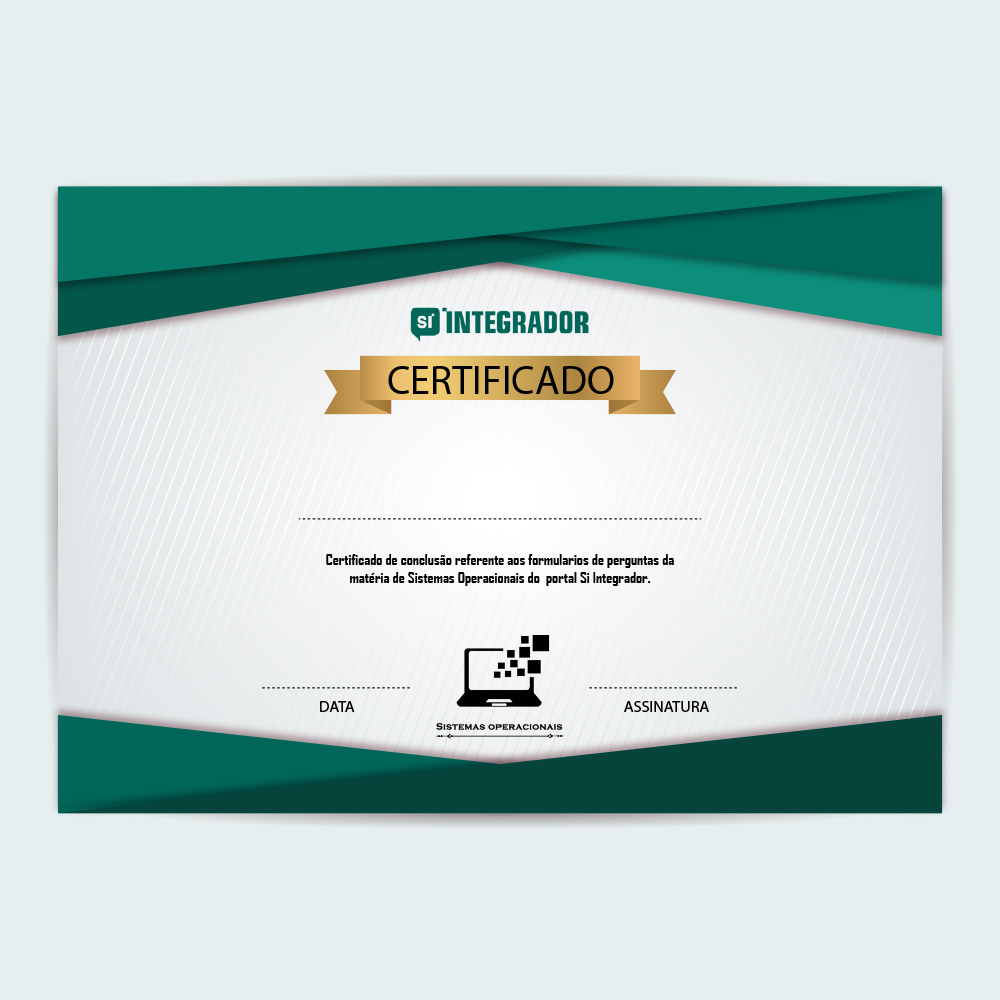 SI INTEGRADOR
CERTIFICADO
Certificado de conclusão referente aos formularios de perguntas da
matéria de Sistemas Operacionais do portal Si Integrador.
DATA
ASSINATURA
SISTEMAS OPERACIONAIS